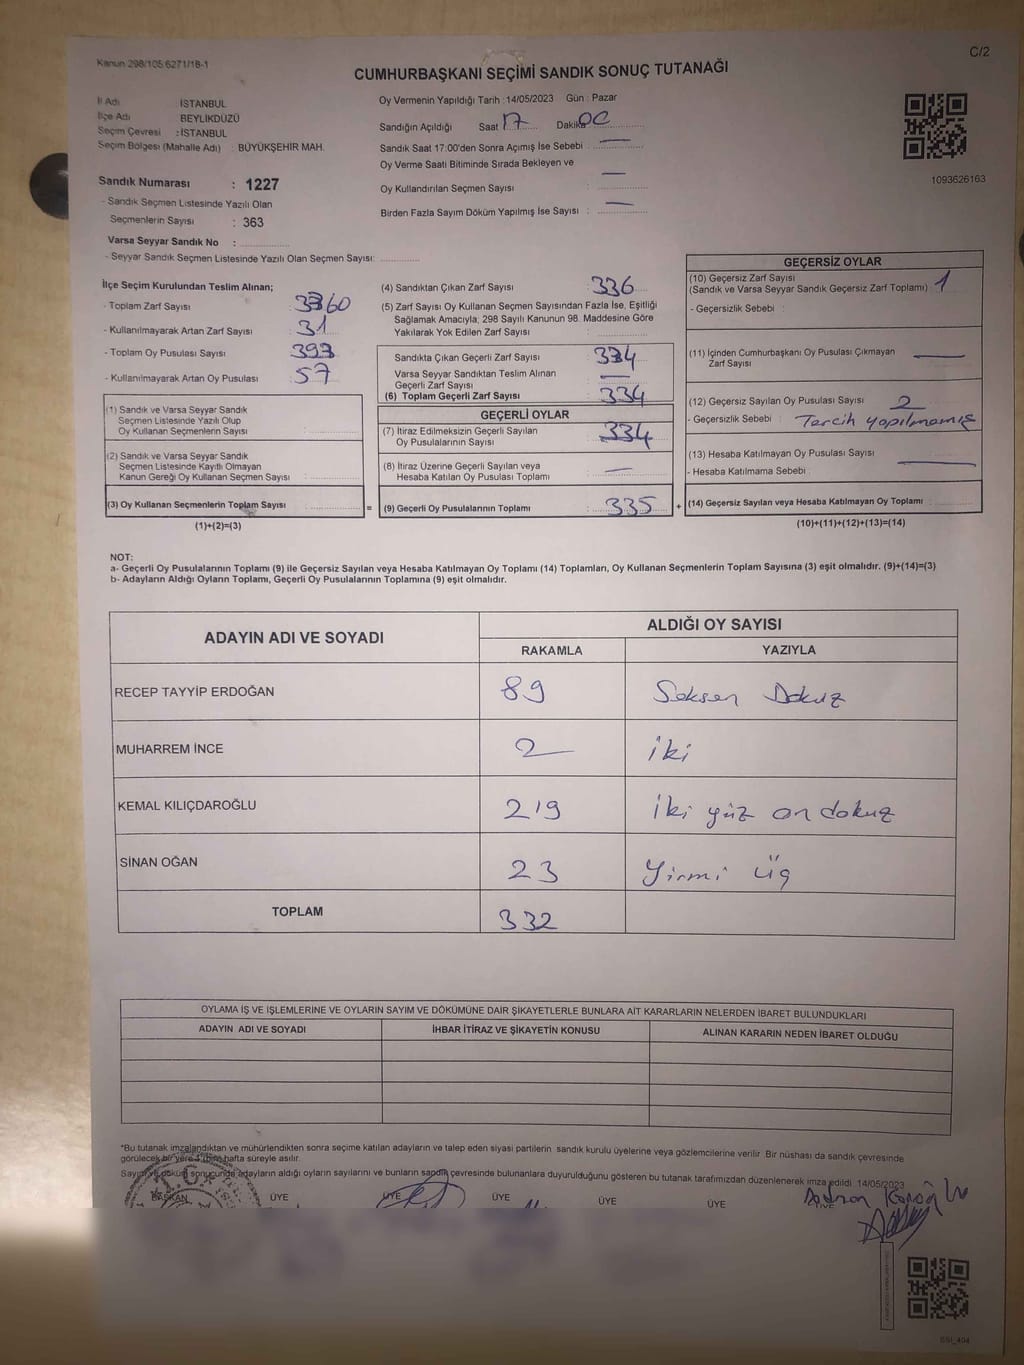 Kanun 298/105 6271/18-1
C/2
CUMHURBAŞKANI SEÇİMİ SANDIK SONUÇ TUTANAĞI
İl Adı İSTANBUL
İlçe Adı BEYLİKDÜZÜ
Seçim Çevresi : İSTANBUL
Seçim Bölgesi (Mahalle Adı) : BÜYÜKŞEHİR MAH.
Sandık Numarası : 1227
- Sandık Seçmen Listesinde Yazılı Olan
Seçmenlerin Sayısı : 363
Varsa Seyyar Sandık No :
- Seyyar Sandık Seçmen Listesinde Yazılı Olan Seçmen Sayısı:
Oy Vermenin Yapıldığı Tarih : 14/05/2023 Gün : Pazar
Sandığın Açıldığı Saat 17 Dakika
Sandık Saat 17:00'den Sonra Açımış İse Sebebi : —
Oy Verme Saati Bitiminde Sırada Bekleyen ve
Oy Kullandırılan Seçmen Sayısı : —
Birden Fazla Sayım Döküm Yapılmış İse Sayısı : —
1093626163
İlçe Seçim Kurulundan Teslim Alınan;
- Toplam Zarf Sayısı
- Kullanılmayarak Artan Zarf Sayısı : 31
- Toplam Oy Pusulası Sayısı : 393
- Kullanılmayarak Artan Oy Pusulası : 57
(1) Sandık ve Varsa Seyyar Sandık
Seçmen Listesinde Yazılı Olup
Oy Kullanan Seçmenlerin Sayısı :
(2) Sandık ve Varsa Seyyar Sandık
Seçmen Listesinde Kayıtlı Olmayan
Kanun Gereği Oy Kullanan Seçmen Sayısı :
(3) Oy Kullanan Seçmenlerin Toplam Sayısı :
(1)+(2)=(3)
=
(4) Sandıktan Çıkan Zarf Sayısı : 336
(5) Zarf Sayısı Oy Kullanan Seçmen Sayısından Fazla İse, Eşitliği
Sağlamak Amacıyla, 298 Sayılı Kanunun 98. Maddesine Göre
Yakılarak Yok Edilen Zarf Sayısı :
Sandıkta Çıkan Geçerli Zarf Sayısı : 334
Varsa Seyyar Sandıktan Teslim Alınan
Geçerli Zarf Sayısı : —
(6) Toplam Geçerli Zarf Sayısı : 334
GEÇERLİ OYLAR
(7) İtiraz Edilmeksizin Geçerli Sayılan
Oy Pusulalarının Sayısı : 334
(8) İtiraz Üzerine Geçerli Sayılan veya
Hesaba Katılan Oy Pusulası Toplamı : —
(9) Geçerli Oy Pusulalarının Toplamı : 335
+
GEÇERSİZ OYLAR
(10) Geçersiz Zarf Sayısı
(Sandık ve Varsa Seyyar Sandık Geçersiz Zarf Toplamı) : 1
- Geçersizlik Sebebi :
(11) İçinden Cumhurbaşkanı Oy Pusulası Çıkmayan
Zarf Sayısı —
(12) Geçersiz Sayılan Oy Pusulası Sayısı : 2
- Geçersizlik Sebebi : Tercih yapılmamış
(13) Hesaba Katılmayan Oy Pusulası Sayısı : —
- Hesaba Katılmama Sebebi :
(14) Geçersiz Sayılan veya Hesaba Katılmayan Oy Toplamı :
(10)+(11)+(12)+(13)=(14)
NOT:
a- Geçerli Oy Pusulalarının Toplamı (9) ile Geçersiz Sayılan veya Hesaba Katılmayan Oy Toplamı (14) Toplamları, Oy Kullanan Seçmenlerin Toplam Sayısına (3) eşit olmalıdır. (9)+(14)=(3)
b- Adayların Aldığı Oyların Toplamı, Geçerli Oy Pusulalarının Toplamına (9) eşit olmalıdır.
ADAYIN ADI VE SOYADI
ALDIĞI OY SAYISI
RAKAMLA YAZIYLA
RECEP TAYYİP ERDOĞAN 89 Seksen Dokuz
MUHARREM İNCE 2 iki
KEMAL KILIÇDAROĞLU 219 iki yüz on dokuz
SİNAN OĞAN 23 Yirmi üç
TOPLAM 332
OYLAMA İŞ VE İŞLEMLERİNE VE OYLARIN SAYIM VE DÖKÜMÜNE DAİR ŞİKAYETLERLE BUNLARA AİT KARARLARIN NELERDEN İBARET BULUNDUKLARI
ADAYIN ADI VE SOYADI İHBAR İTİRAZ VE ŞİKAYETİN KONUSU ALINAN KARARIN NEDEN İBARET OLDUĞU
*Bu tutanak imzalandıktan ve mühürlendikten sonra seçime katılan adayların ve talep eden siyasi partilerin sandık kurulu üyelerine veya gözlemcilerine verilir. Bir nüshası da sandık çevresinde
görülecek bir yere 1 (bir) hafta süreyle asılır.
Sayım ve döküm sonucunda adayların aldığı oyların sayılarını ve bunların sandık çevresinde bulunanlara duyurulduğunu gösteren bu tutanak tarafımızdan düzenlenerek imza edildi 14/05/2023
BAŞKAN ÜYE ÜYE ÜYE ÜYE ÜYE ÜYE
T.C.